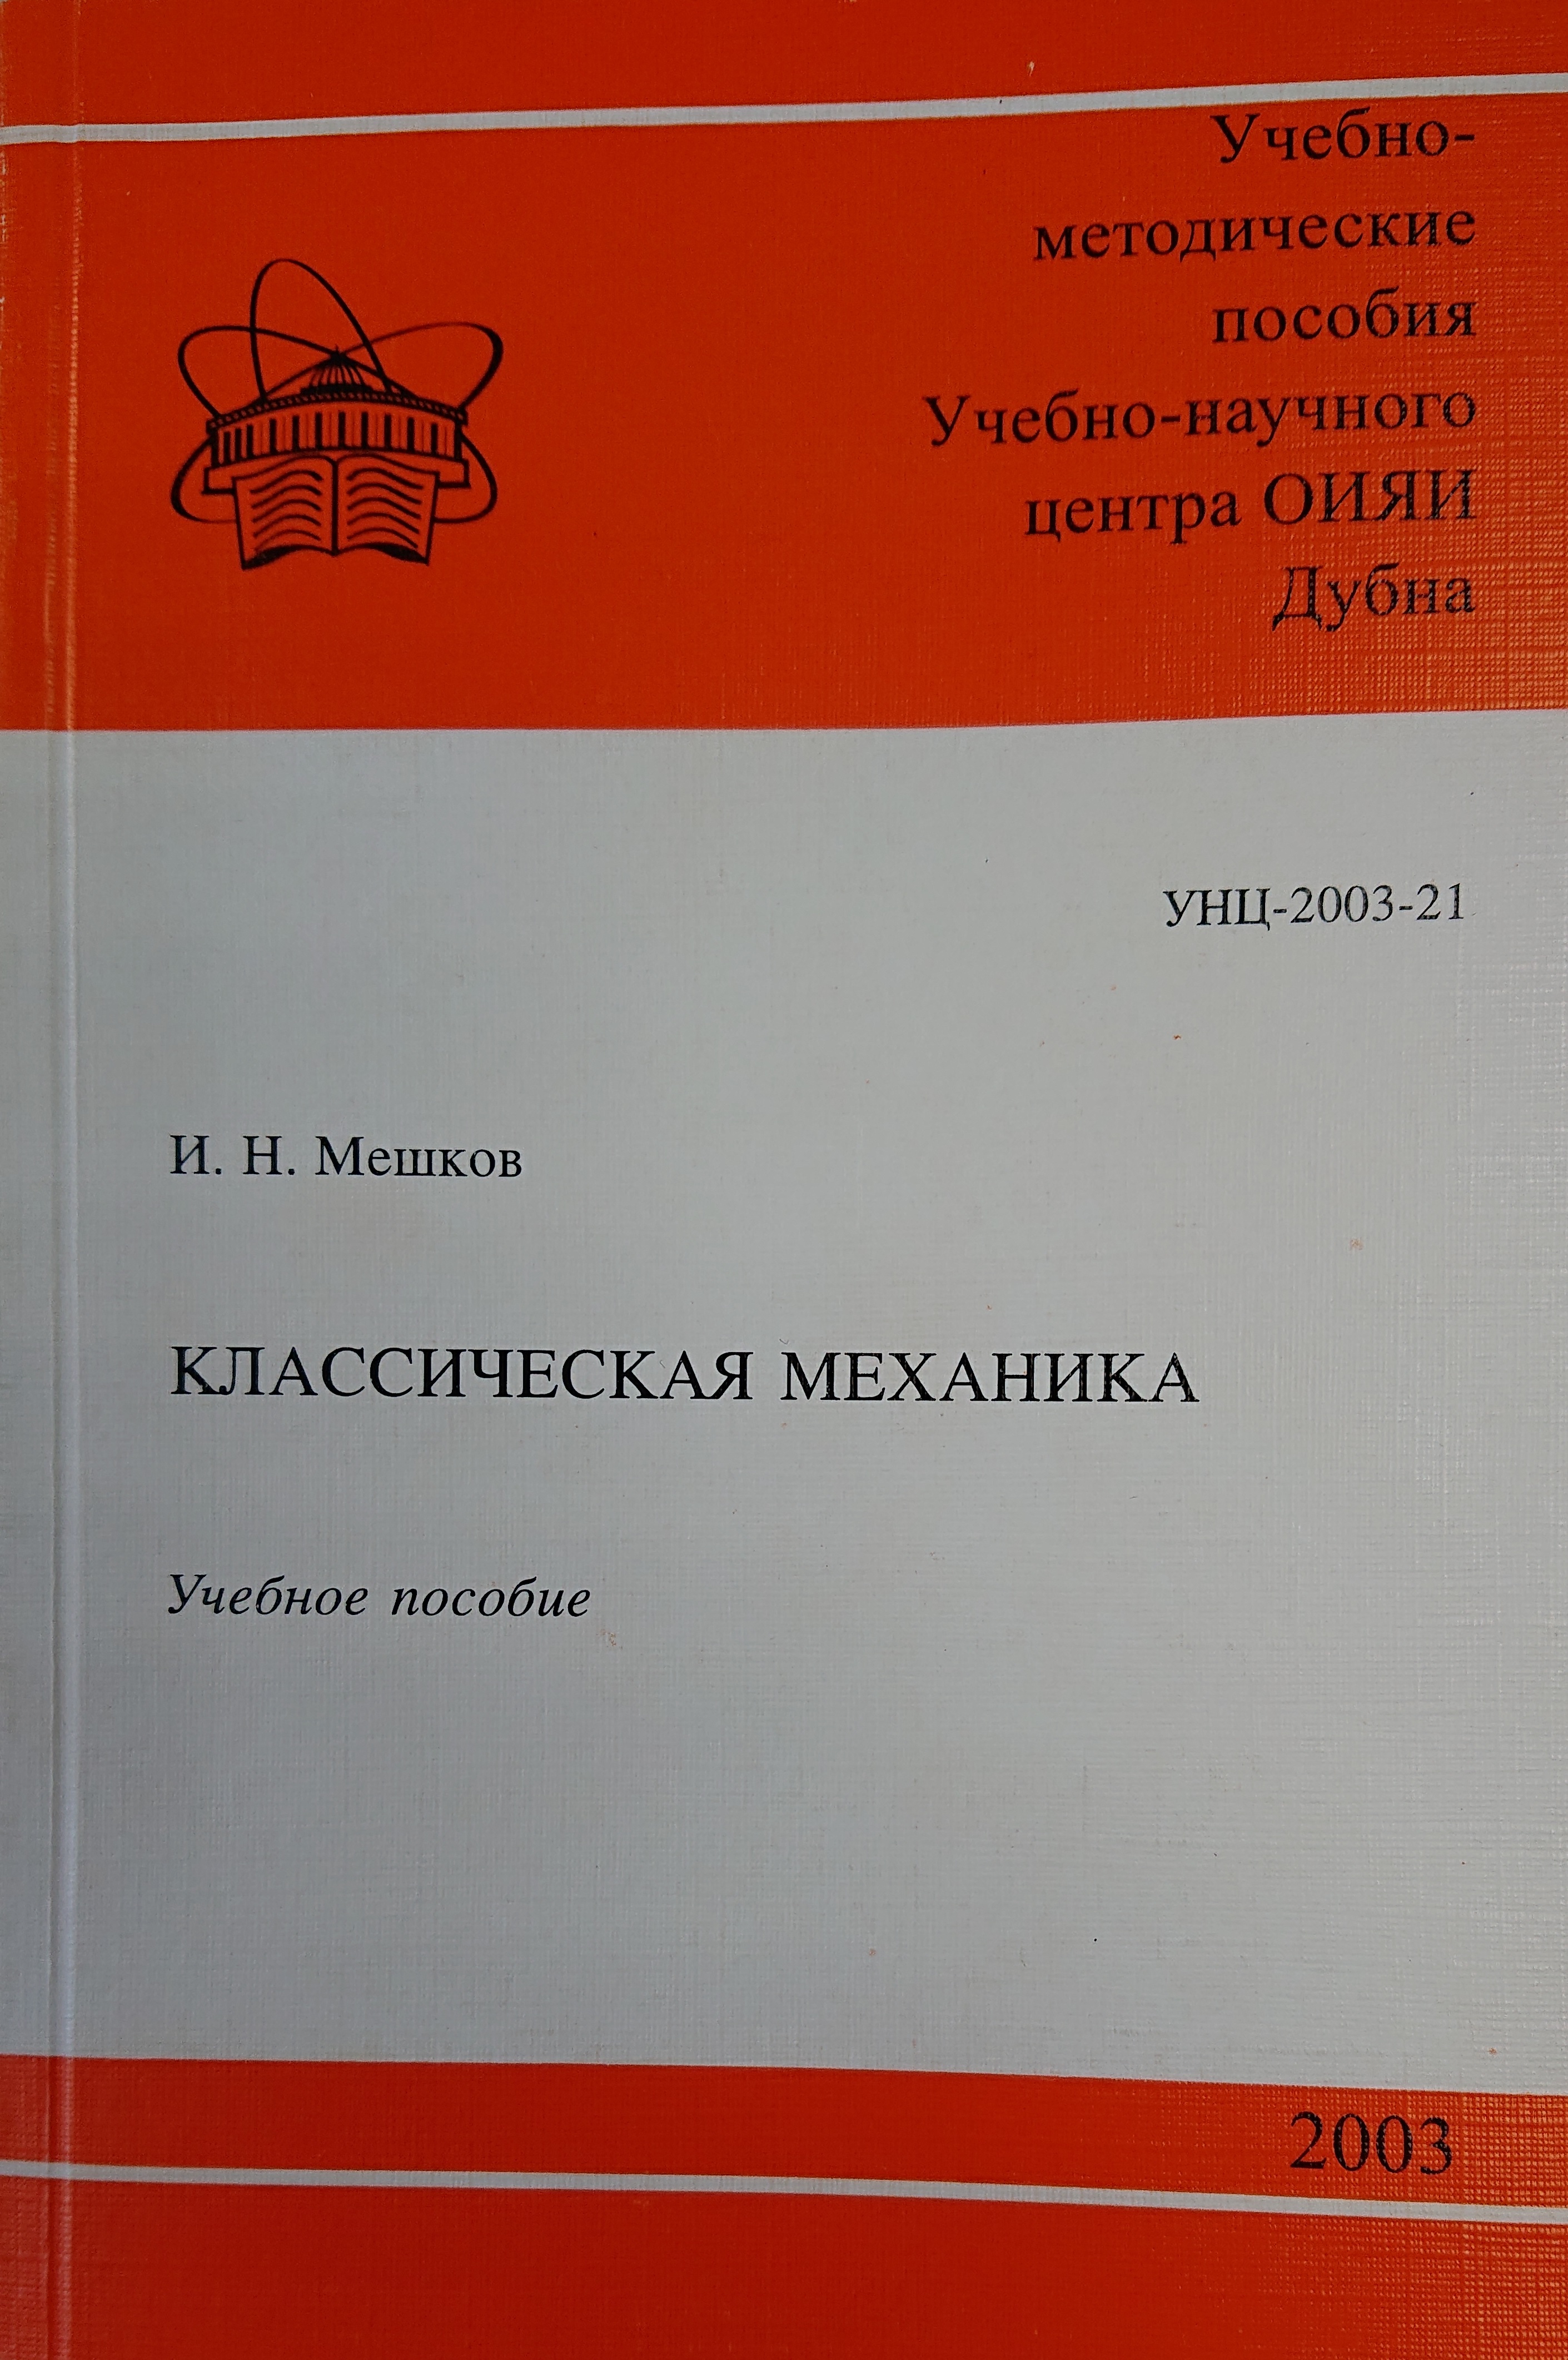 Учебно-
методические
пособия
Учебно-научного
центра ОИЯИ
Дубна
УНЦ-2003-21
И. Н. Мешков
КЛАССИЧЕСКАЯ МЕХАНИКА
Учебное пособие
2003